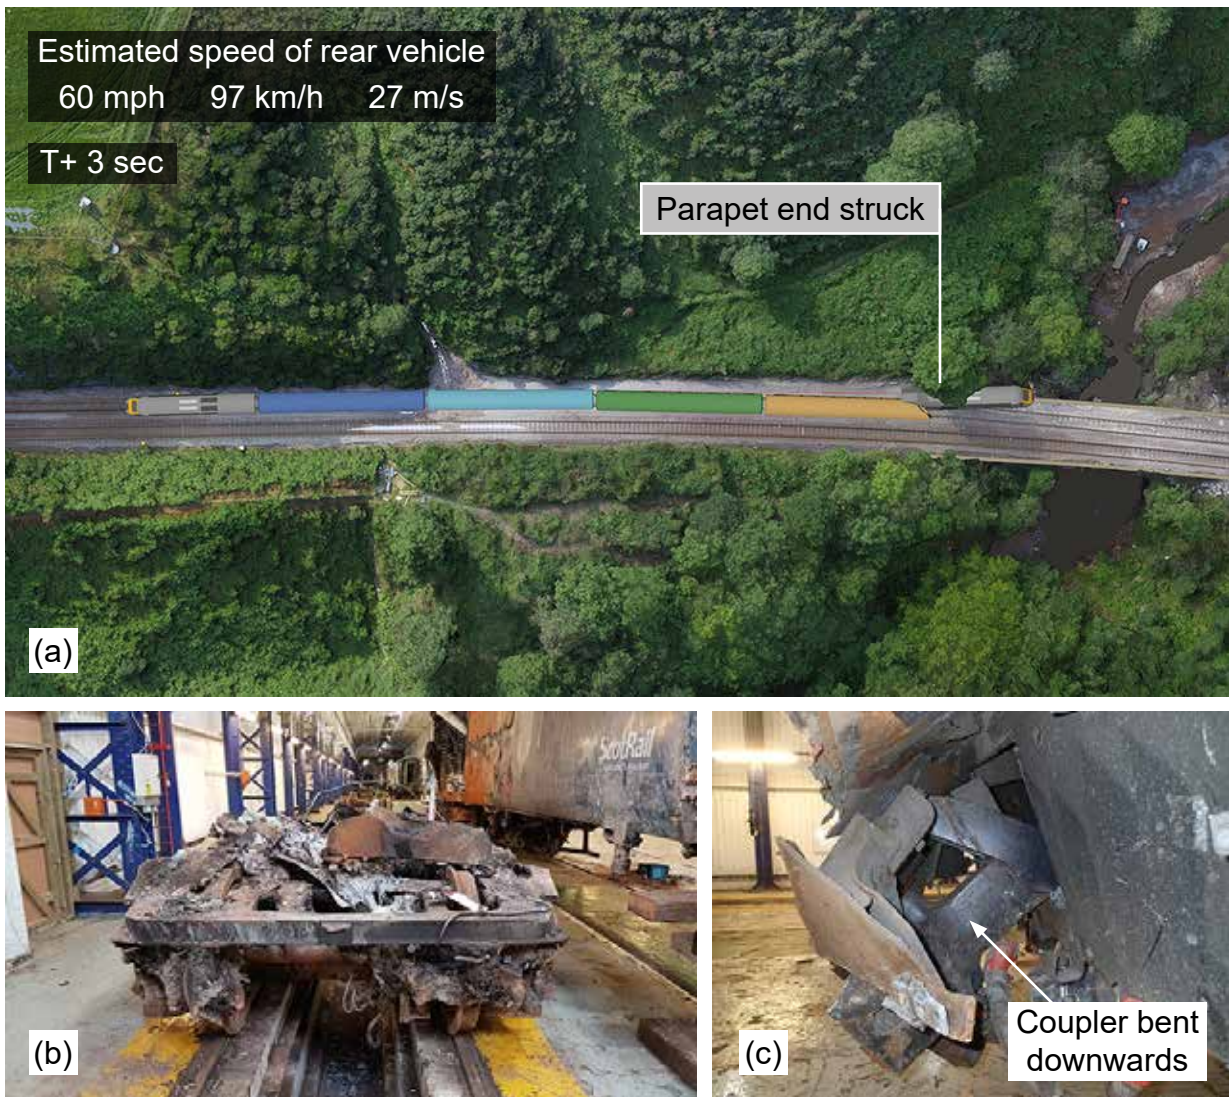 Estimated speed of rear vehicle
60 mph 97 km/h 27 m/s
T+ 3 sec
Parapet end struck
(a)
ScotRail
(b)
Coupler bent
downwards
(c)